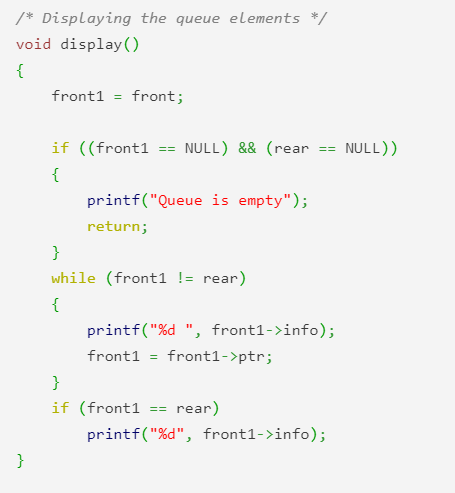 /* Displaying the queue elements */
void display()
{
    front1 = front;

    if ((front1 == NULL) && (rear == NULL))
    {
        printf("Queue is empty");
        return;
    }
    while (front1 != rear)
    {
        printf("%d ", front1->info);
        front1 = front1->ptr;
    }
    if (front1 == rear)
        printf("%d", front1->info);
}